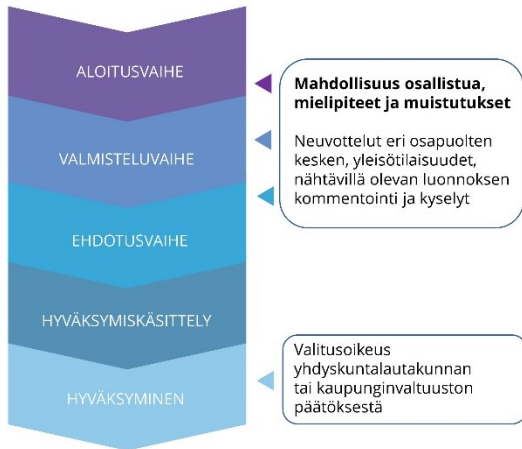 ALOITUSVAIHE
VALMISTELUVAIHE
EHDOTUSVAIHE
HYVÄKSYMISKÄSITTELY
HYVÄKSYMINEN
Mahdollisuus osallistua,
mielipiteet ja muistutukset
Neuvottelut eri osapuolten
kesken, yleisötilaisuudet,
nähtävillä olevan luonnoksen
kommentointi ja kyselyt
Valitusoikeus
yhdyskuntalautakunnan
tai kaupunginvaltuuston
päätöksestä